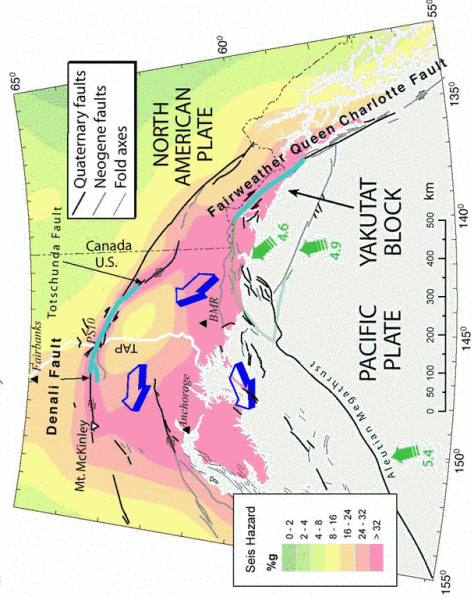 65°
60°
55°
Quaternary faults
Neogene faults
Fold axes
NORTH
AMERICAN
PLATE
Fairbanks
Denali Fault
Totschunda Fault
PS10
Canada
U.S.
TAP
Mt. McKinley
Anchorage
BMR
Fairweather Queen Charlotte Fault
4.6
4.9
YAKUTAT
BLOCK
PACIFIC
PLATE
Aleutian Megathrust
5.4
0 50 100 200 300 400 500
km
Seis Hazard
%g
0 - 2
2 - 4
4 - 8
8 - 16
16 - 24
24 - 32
> 32
155°
150°
145°
140°
135°